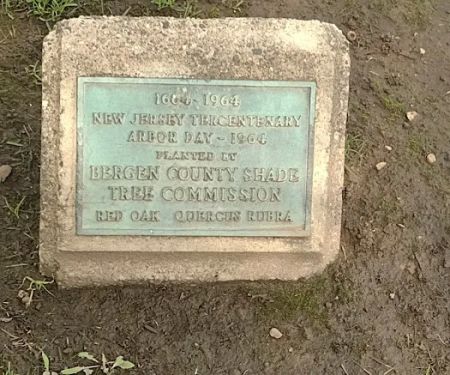 1664-1964
NEW JERSEY TERCENTENARY
ARBOR DAY - 1964
PLANTED BY
BERGEN COUNTY SHADE
TREE COMMISSION
RED OAK QUERCUS RUBRA